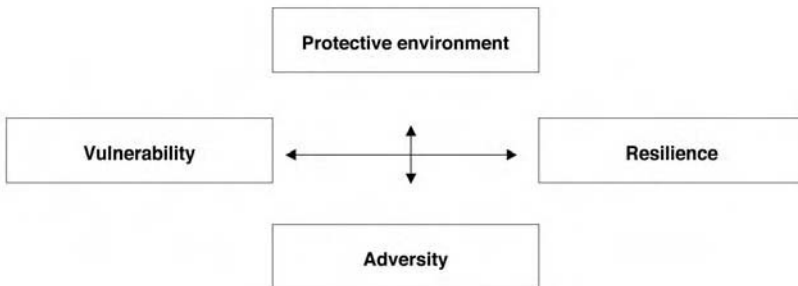 Protective environment
Vulnerability
Resilience
Adversity